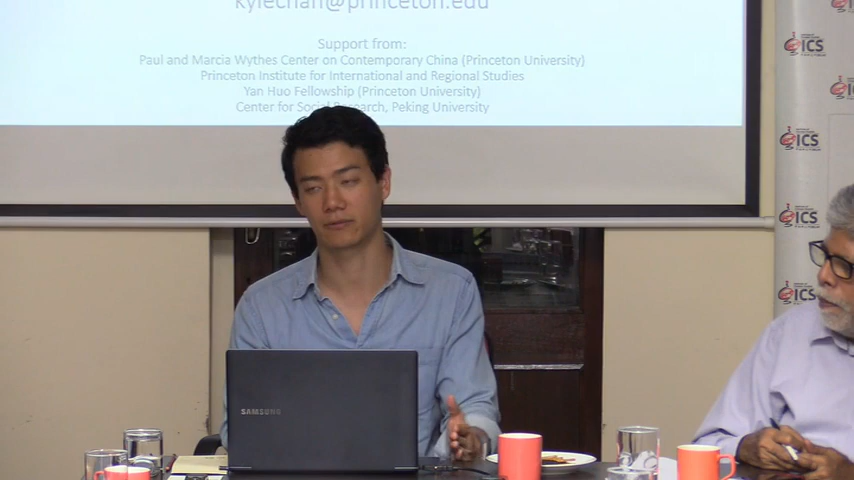 kylechan@princeton.edu
Support from:
Paul and Marcia Wythes Center on Contemporary China (Princeton University)
Princeton Institute for International and Regional Studies
Yan Huo Fellowship (Princeton University)
Center for Social Research, Peking University
ICS
ICS
ICS
ICS
SAMSUNG